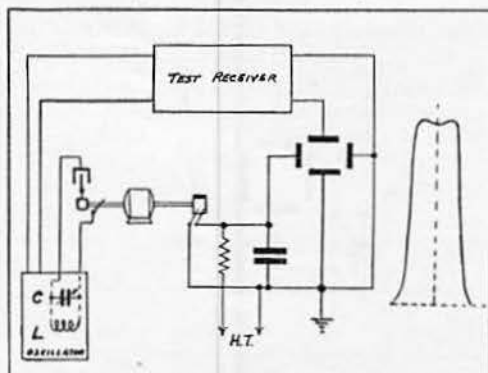 TEST RECEIVER
C
L
OSCILLATOR
H.T.